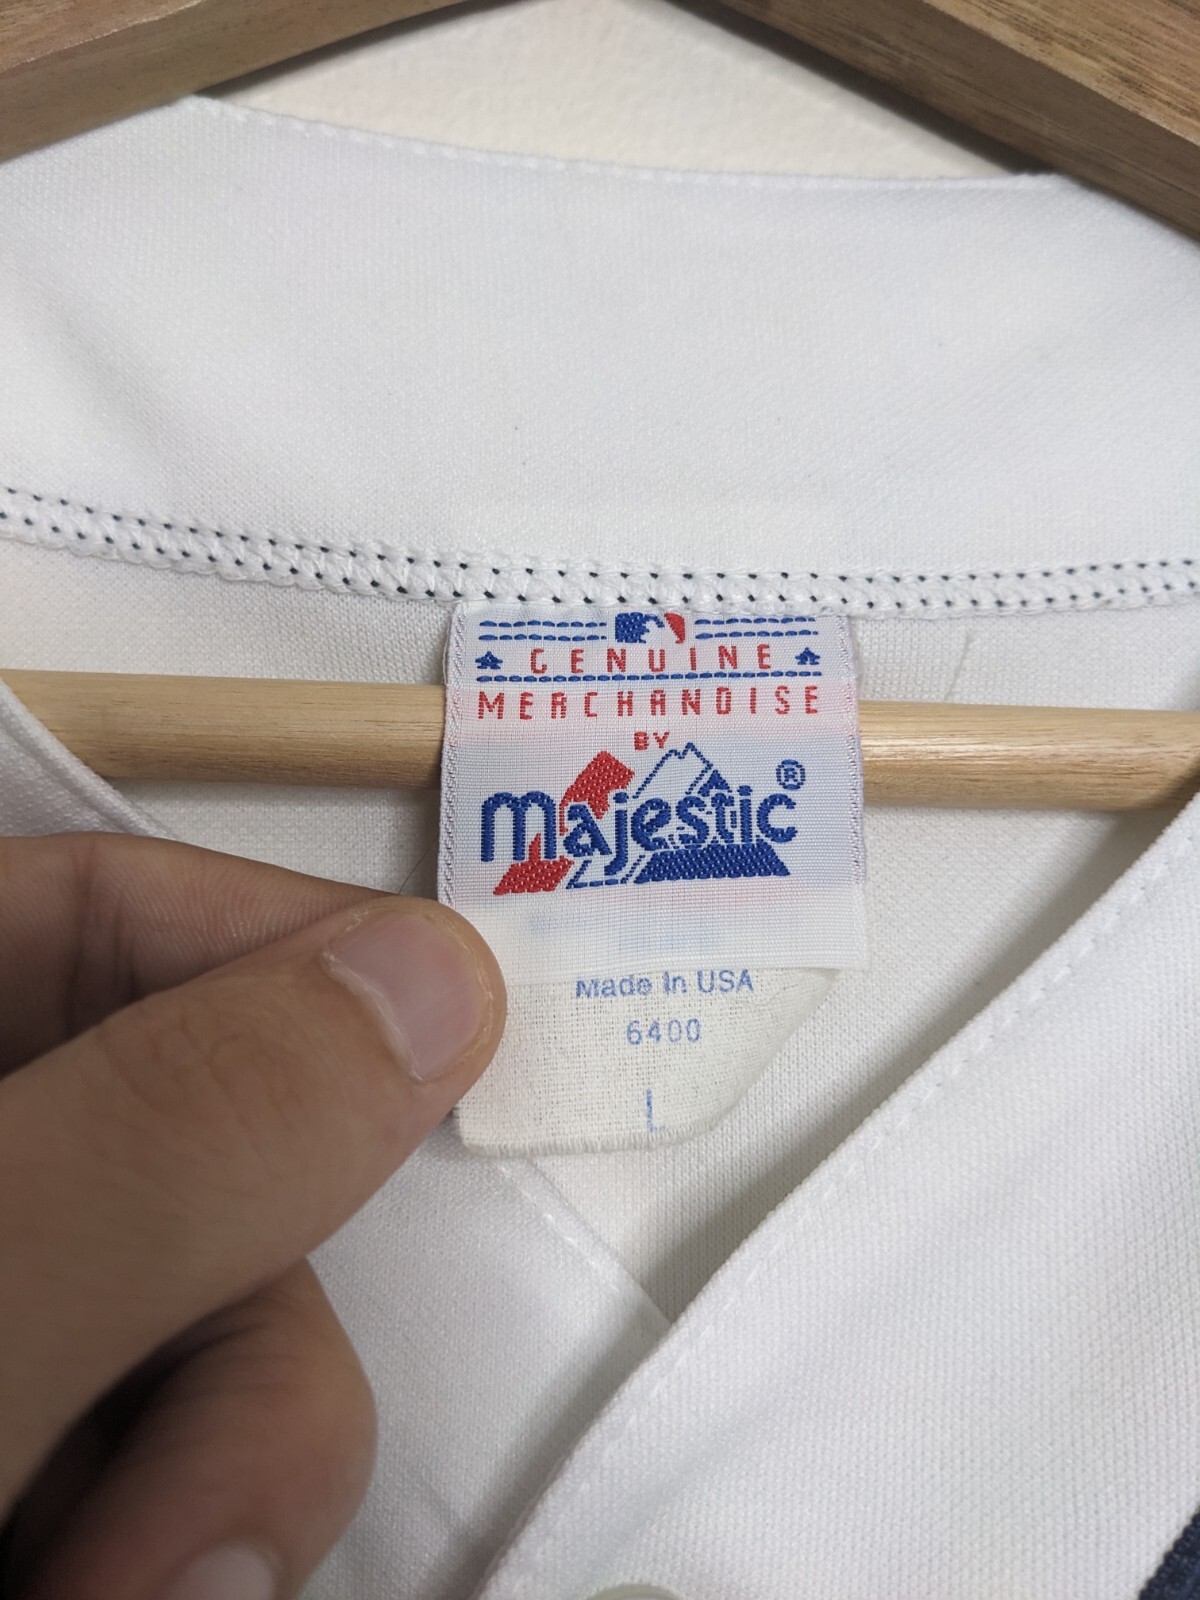 GENUINE
MERCHANDISE
BY
majestic®
Made In USA
6400
L